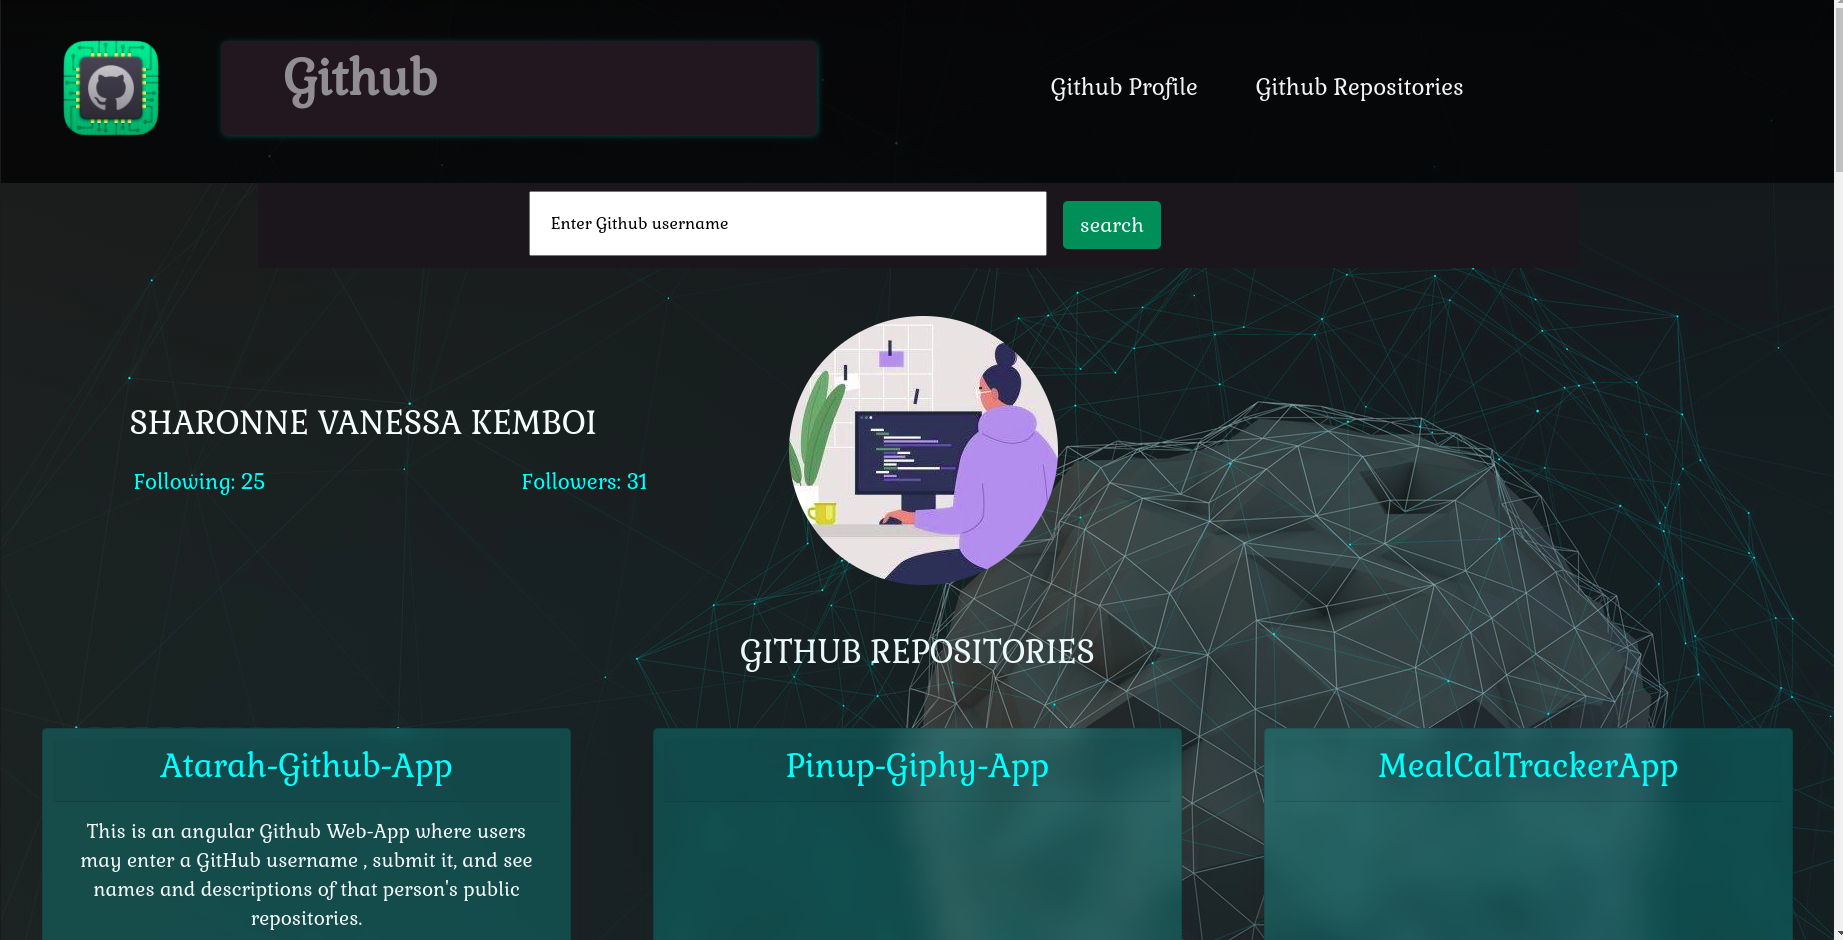 Github
Github Profile
Github Repositories
Enter Github username
search
SHARONNE VANESSA KEMBOI
Following: 25
Followers: 31
GITHUB REPOSITORIES
Atarah-Github-App
This is an angular Github Web-App where users
may enter a GitHub username , submit it, and see
names and descriptions of that person's public
repositories.
Pinup-Giphy-App
MealCalTrackerApp